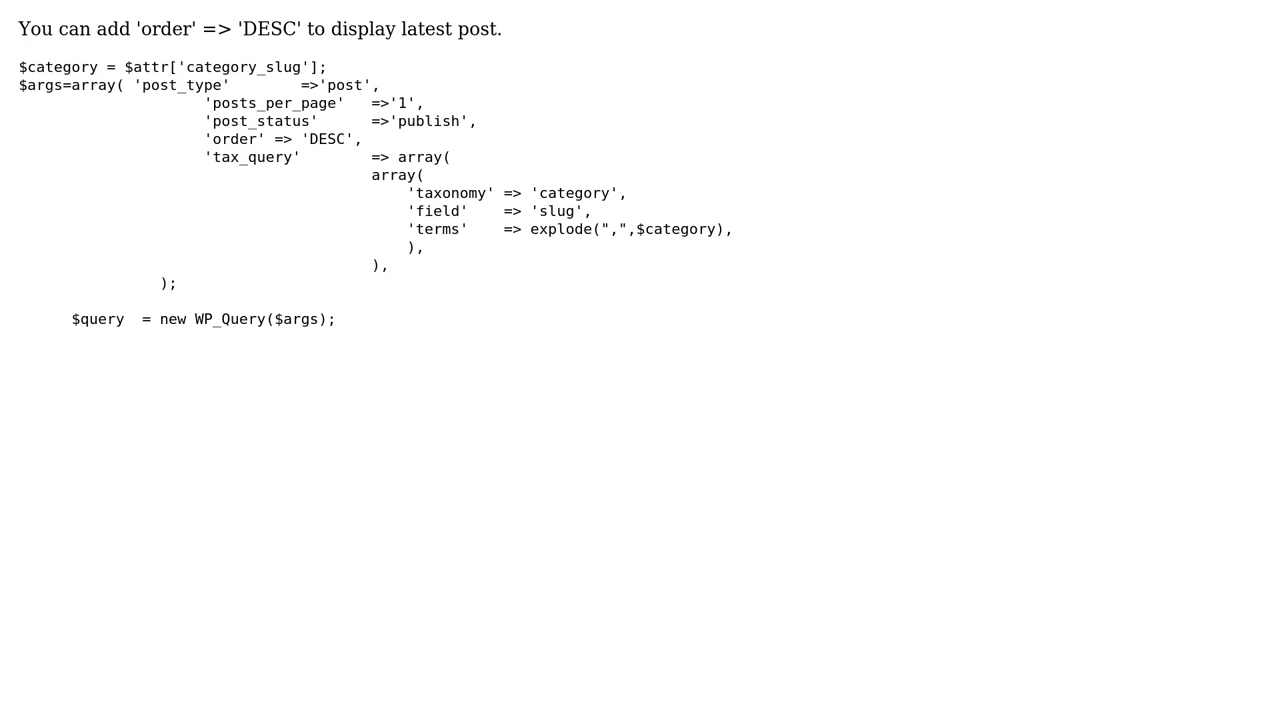 You can add 'order' => 'DESC' to display latest post.
$category = $attr['category_slug'];
$args=array( 'post_type'        =>'post',
                     'posts_per_page'   =>'1',
                     'post_status'      =>'publish',
                     'order' => 'DESC',
                     'tax_query'        => array(
                                        array(
                                            'taxonomy' => 'category',
                                            'field'    => 'slug',
                                            'terms'    => explode(",",$category),
                                            ),
                                        ),
                );
      $query  = new WP_Query($args);